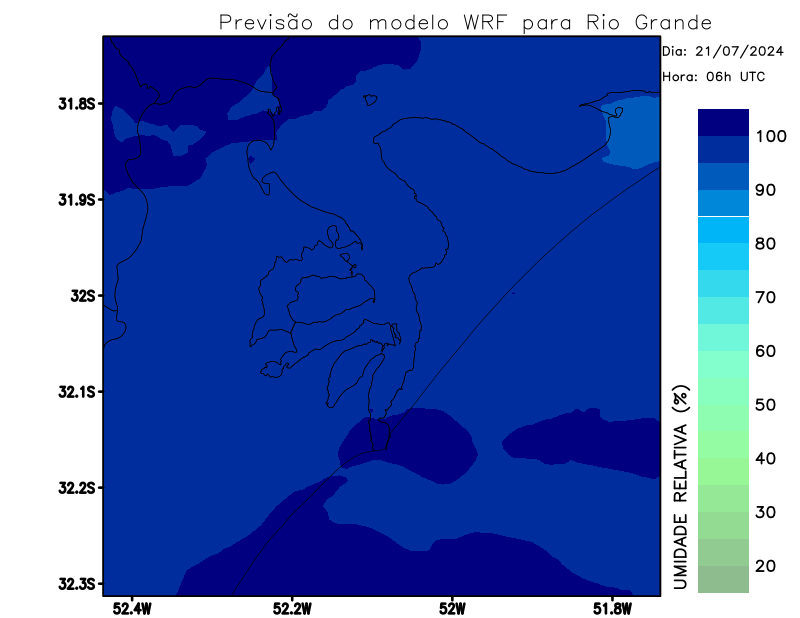 Previsão do modelo WRF para Rio Grande
Dia: 21/07/2024
Hora: 06h UTC
31.8S
31.9S
32S
32.1S
32.2S
32.3S
52.4W
52.2W
52W
51.8W
UMIDADE RELATIVA (%)
100
90
80
70
60
50
40
30
20